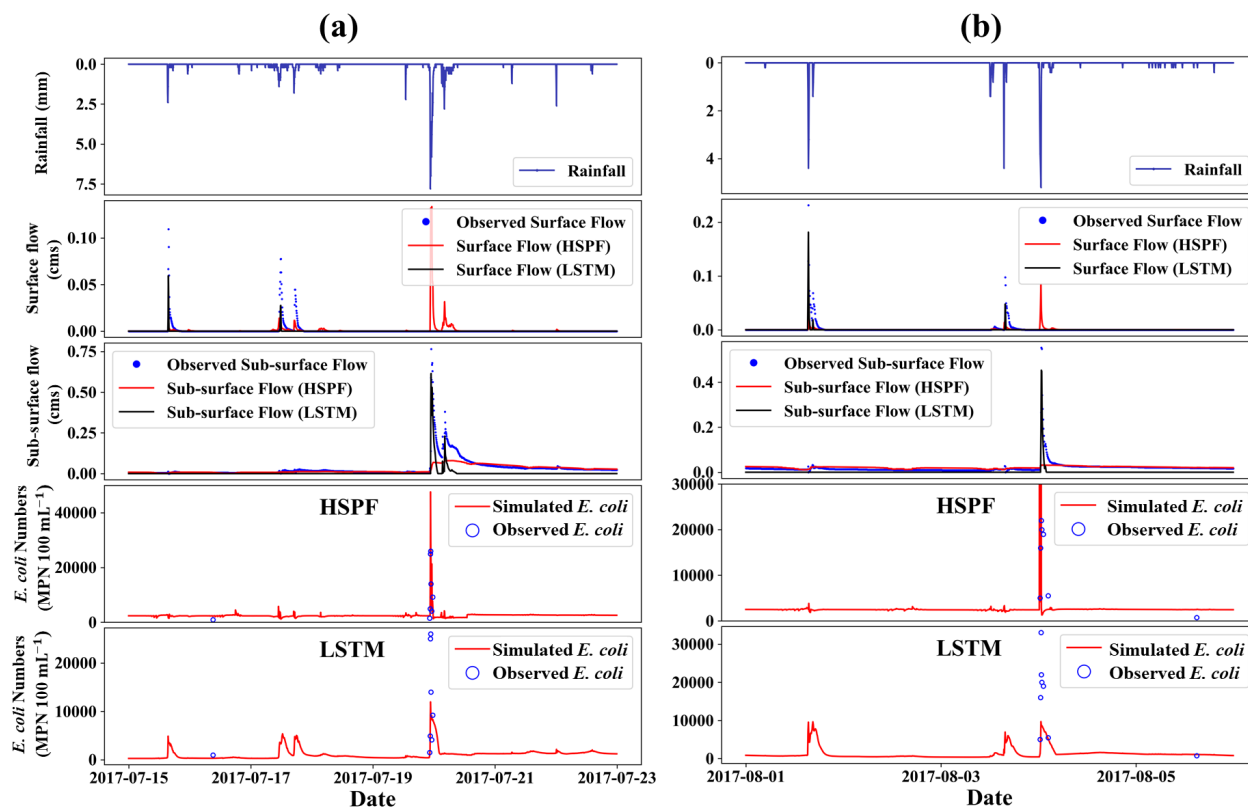 (a)
0.0
2.5
5.0
7.5
Rainfall (mm)
Rainfall
0.10
0.05
0.00
Surface flow
(cms)
Observed Surface Flow
Surface Flow (HSPF)
Surface Flow (LSTM)
0.75
0.50
0.25
0.00
Sub-surface flow
(cms)
Observed Sub-surface Flow
Sub-surface Flow (HSPF)
Sub-surface Flow (LSTM)
40000
20000
0
E. coli Numbers
(MPN 100 mL⁻¹)
HSPF
Simulated E. coli
Observed E. coli
20000
10000
0
E. coli Numbers
(MPN 100 mL⁻¹)
LSTM
Simulated E. coli
Observed E. coli
2017-07-15
2017-07-17
2017-07-19
2017-07-21
2017-07-23
Date
(b)
0
2
4
Rainfall
0.2
0.1
0.0
Observed Surface Flow
Surface Flow (HSPF)
Surface Flow (LSTM)
0.4
0.2
0.0
Observed Sub-surface Flow
Sub-surface Flow (HSPF)
Sub-surface Flow (LSTM)
30000
20000
10000
0
HSPF
Simulated E. coli
Observed E. coli
30000
20000
10000
0
LSTM
Simulated E. coli
Observed E. coli
2017-08-01
2017-08-03
2017-08-05
Date